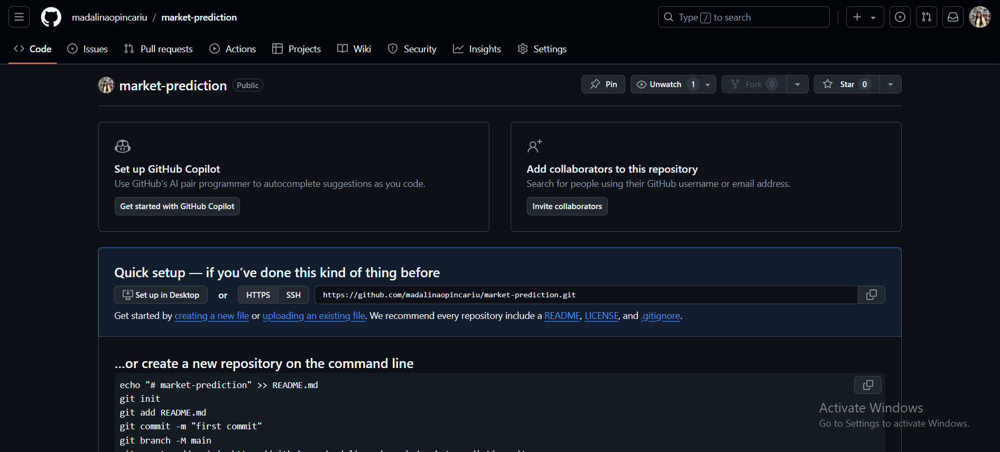 madalinaopincariu / market-prediction
Type / to search
Code Issues Pull requests Actions Projects Wiki Security Insights Settings
market-prediction Public
Pin Unwatch 1 Fork 0 Star 0
Set up GitHub Copilot
Use GitHub's AI pair programmer to autocomplete suggestions as you code.
Get started with GitHub Copilot
Add collaborators to this repository
Search for people using their GitHub username or email address.
Invite collaborators
Quick setup — if you’ve done this kind of thing before
Set up in Desktop or HTTPS SSH https://github.com/madalinaopincariu/market-prediction.git
Get started by creating a new file or uploading an existing file. We recommend every repository include a README, LICENSE, and .gitignore.
…or create a new repository on the command line
echo "# market-prediction" >> README.md
git init
git add README.md
git commit -m "first commit"
git branch -M main
Activate Windows
Go to Settings to activate Windows.